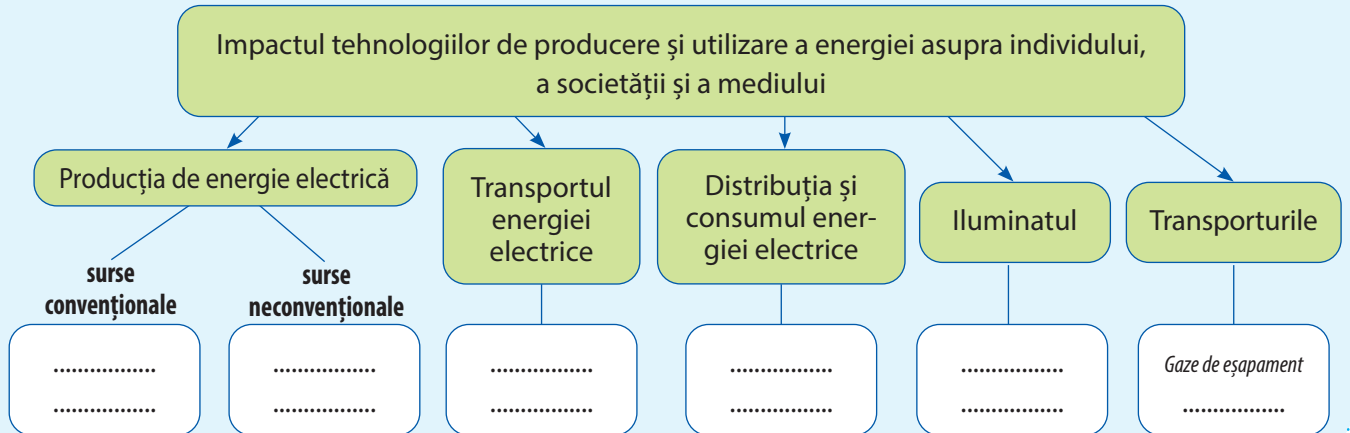 Impactul tehnologiilor de producere și utilizare a energiei asupra individului,
a societății și a mediului
Producția de energie electrică
Transportul
energiei
electrice
Distribuția și
consumul ener-
giei electrice
Iluminatul
Transporturile
surse
convenționale
surse
neconvenționale
.................
.................
.................
.................
.................
.................
.................
.................
.................
.................
Gaze de eșapament
.................